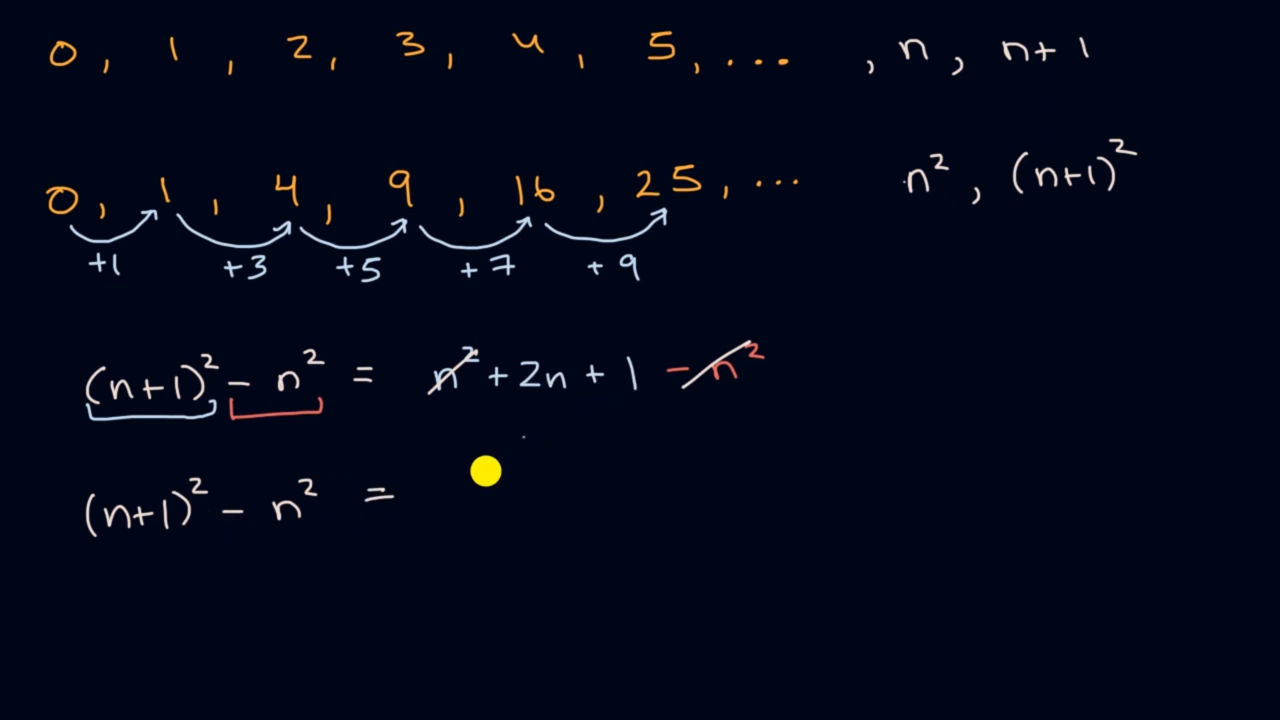 0, 1, 2, 3, 4, 5, ... , n, n+1
0, 1, 4, 9, 16, 25, ... n², (n+1)²
+1 +3 +5 +7 +9
(n+1)² - n² = n² + 2n + 1 - n²
(n+1)² - n² =